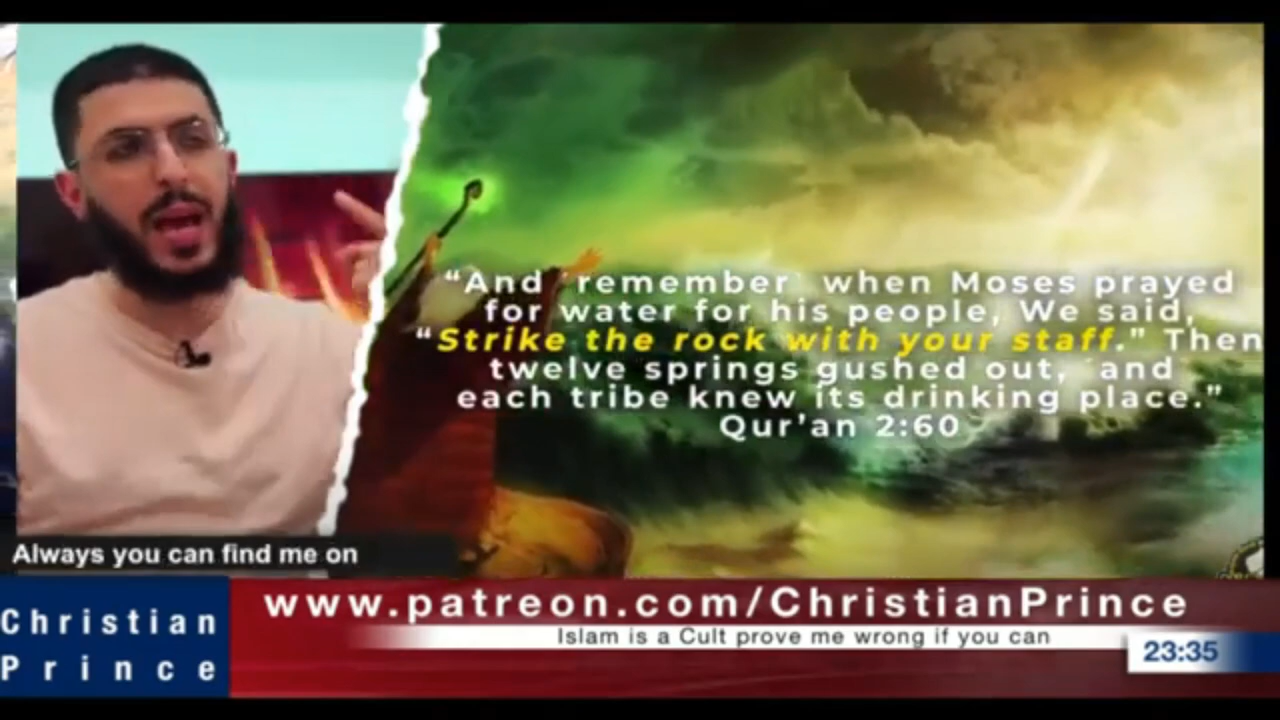 “And ˹remember˺ when Moses prayed
for water for his people, We said,
“Strike the rock with your staff.” Then
twelve springs gushed out, ˹and
each tribe knew its drinking place.”
Qur’an 2:60
Always you can find me on
Christian
Prince
www.patreon.com/ChristianPrince
Islam is a Cult prove me wrong if you can
23:35